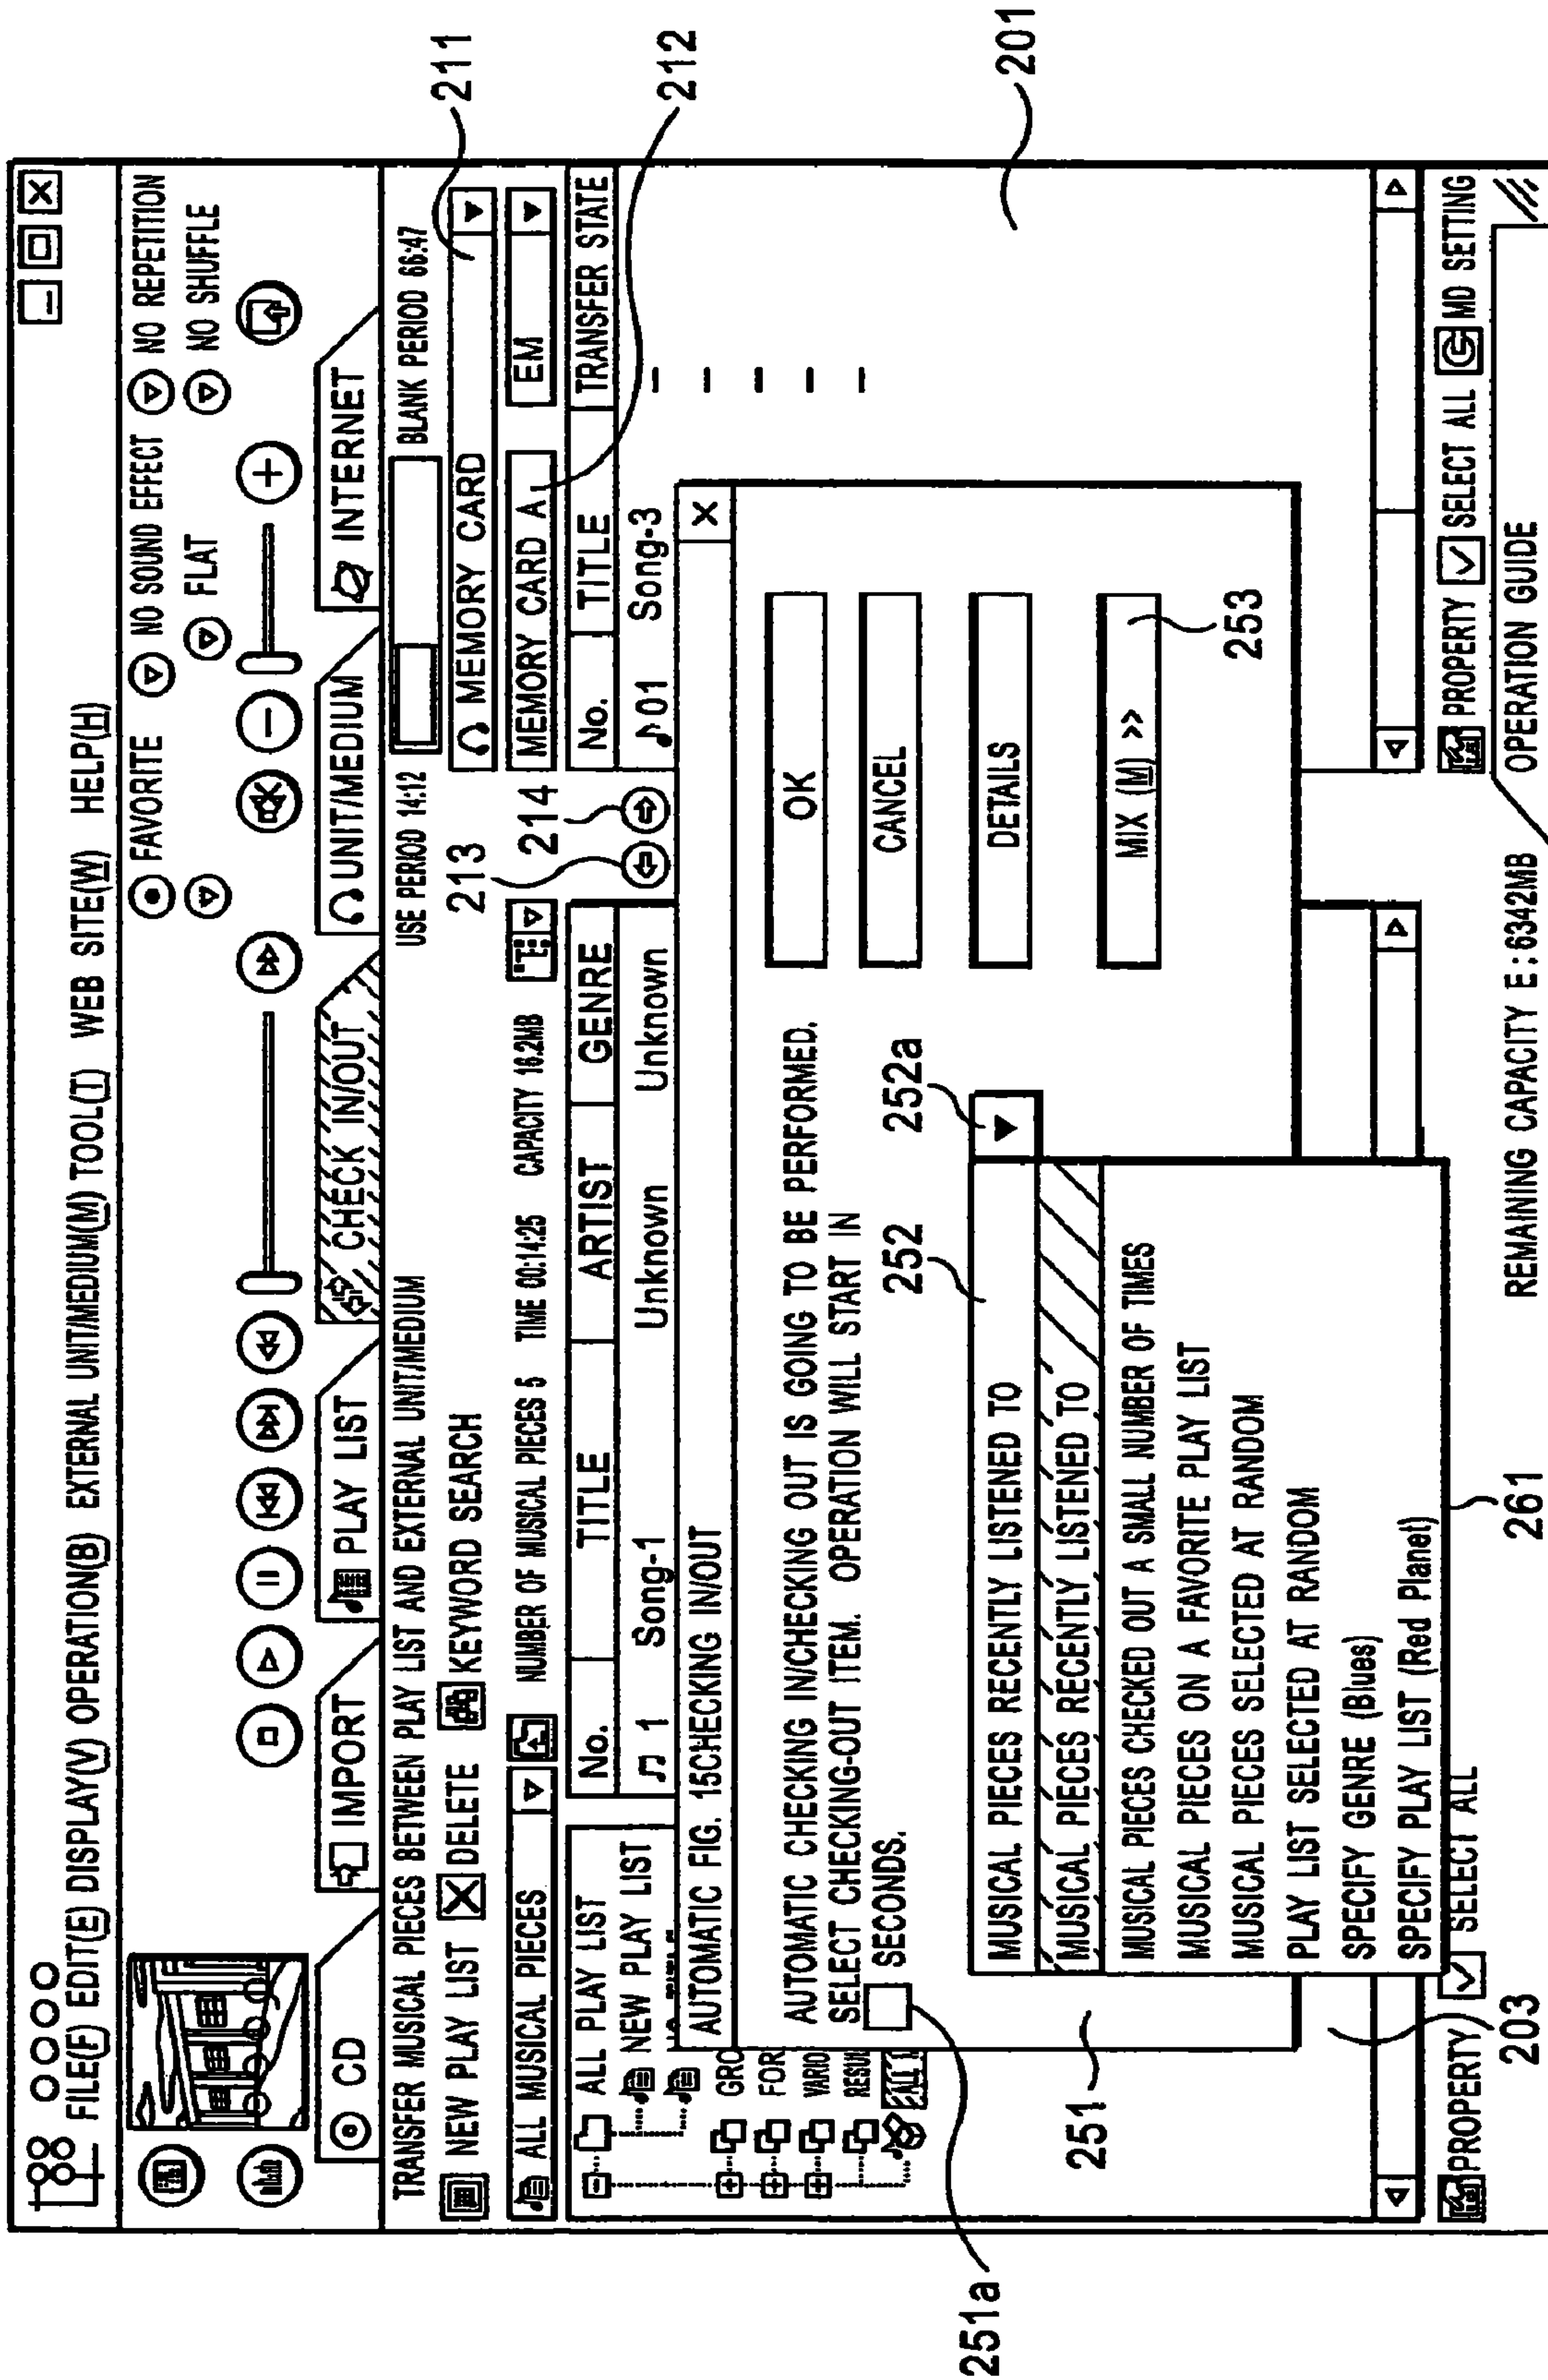 FILE(F) EDIT(E) DISPLAY(V) OPERATION(B) EXTERNAL UNIT/MEDIUM(M) TOOL(T) WEB SITE(W) HELP(H)
FAVORITE NO SOUND EFFECT NO REPETITION
FLAT NO SHUFFLE
CD IMPORT PLAY LIST CHECK IN/OUT UNIT/MEDIUM INTERNET
TRANSFER MUSICAL PIECES BETWEEN PLAY LIST AND EXTERNAL UNIT/MEDIUM USE PERIOD 14:12 BLANK PERIOD 66:47
211
NEW PLAY LIST DELETE KEYWORD SEARCH 213 MEMORY CARD
ALL MUSICAL PIECES NUMBER OF MUSICAL PIECES 5 TIME 00:14:25 CAPACITY 16.2MB 214 MEMORY CARD A EM
212
ALL PLAY LIST No. TITLE ARTIST GENRE No. TITLE TRANSFER STATE
NEW PLAY LIST 1 Song-1 Unknown Unknown 01 Song-3 –
–
–
–
–
AUTOMATIC FIG. 15CHECKING IN/OUT X
GRO
FOR
VARIO
RESUL
ALL
AUTOMATIC CHECKING IN/CHECKING OUT IS GOING TO BE PERFORMED.
SELECT CHECKING-OUT ITEM. OPERATION WILL START IN
SECONDS.
OK
CANCEL
DETAILS
MIX (M) >>
251a
252 252a
201
MUSICAL PIECES RECENTLY LISTENED TO
MUSICAL PIECES RECENTLY LISTENED TO
MUSICAL PIECES CHECKED OUT A SMALL NUMBER OF TIMES
MUSICAL PIECES ON A FAVORITE PLAY LIST
MUSICAL PIECES SELECTED AT RANDOM
PLAY LIST SELECTED AT RANDOM
SPECIFY GENRE (Blues)
SPECIFY PLAY LIST (Red Planet)
251
253
PROPERTY SELECT ALL PROPERTY SELECT ALL MD SETTING
203
261
REMAINING CAPACITY E:6342MB OPERATION GUIDE